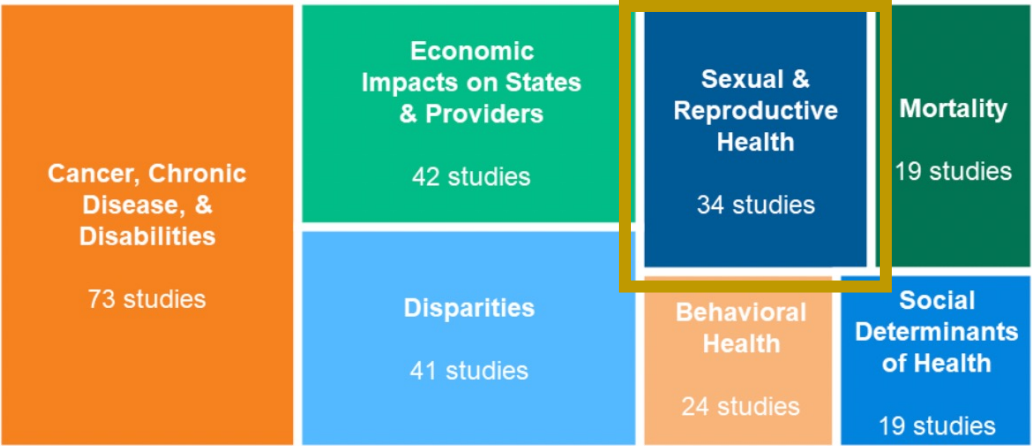 Cancer, Chronic
Disease, &
Disabilities
73 studies
Economic
Impacts on States
& Providers
42 studies
Disparities
41 studies
Sexual &
Reproductive
Health
34 studies
Mortality
19 studies
Behavioral
Health
24 studies
Social
Determinants
of Health
19 studies